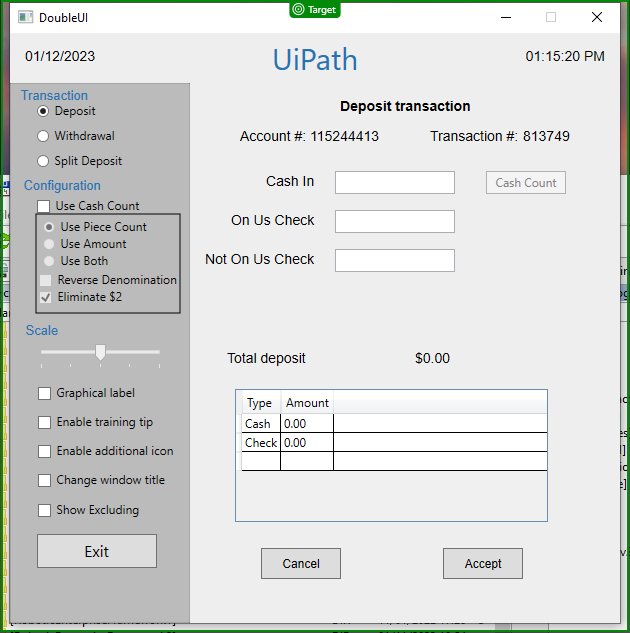 Target
DoubleUI
01/12/2023
UiPath
01:15:20 PM
Transaction
Deposit
Withdrawal
Split Deposit
Configuration
Use Cash Count
Use Piece Count
Use Amount
Use Both
Reverse Denomination
Eliminate $2
Scale
Graphical label
Enable training tip
Enable additional icon
Change window title
Show Excluding
Exit
Deposit transaction
Account #: 115244413 Transaction #: 813749
Cash In
Cash Count
On Us Check
Not On Us Check
Total deposit $0.00
Type Amount
Cash 0.00
Check 0.00
Cancel Accept